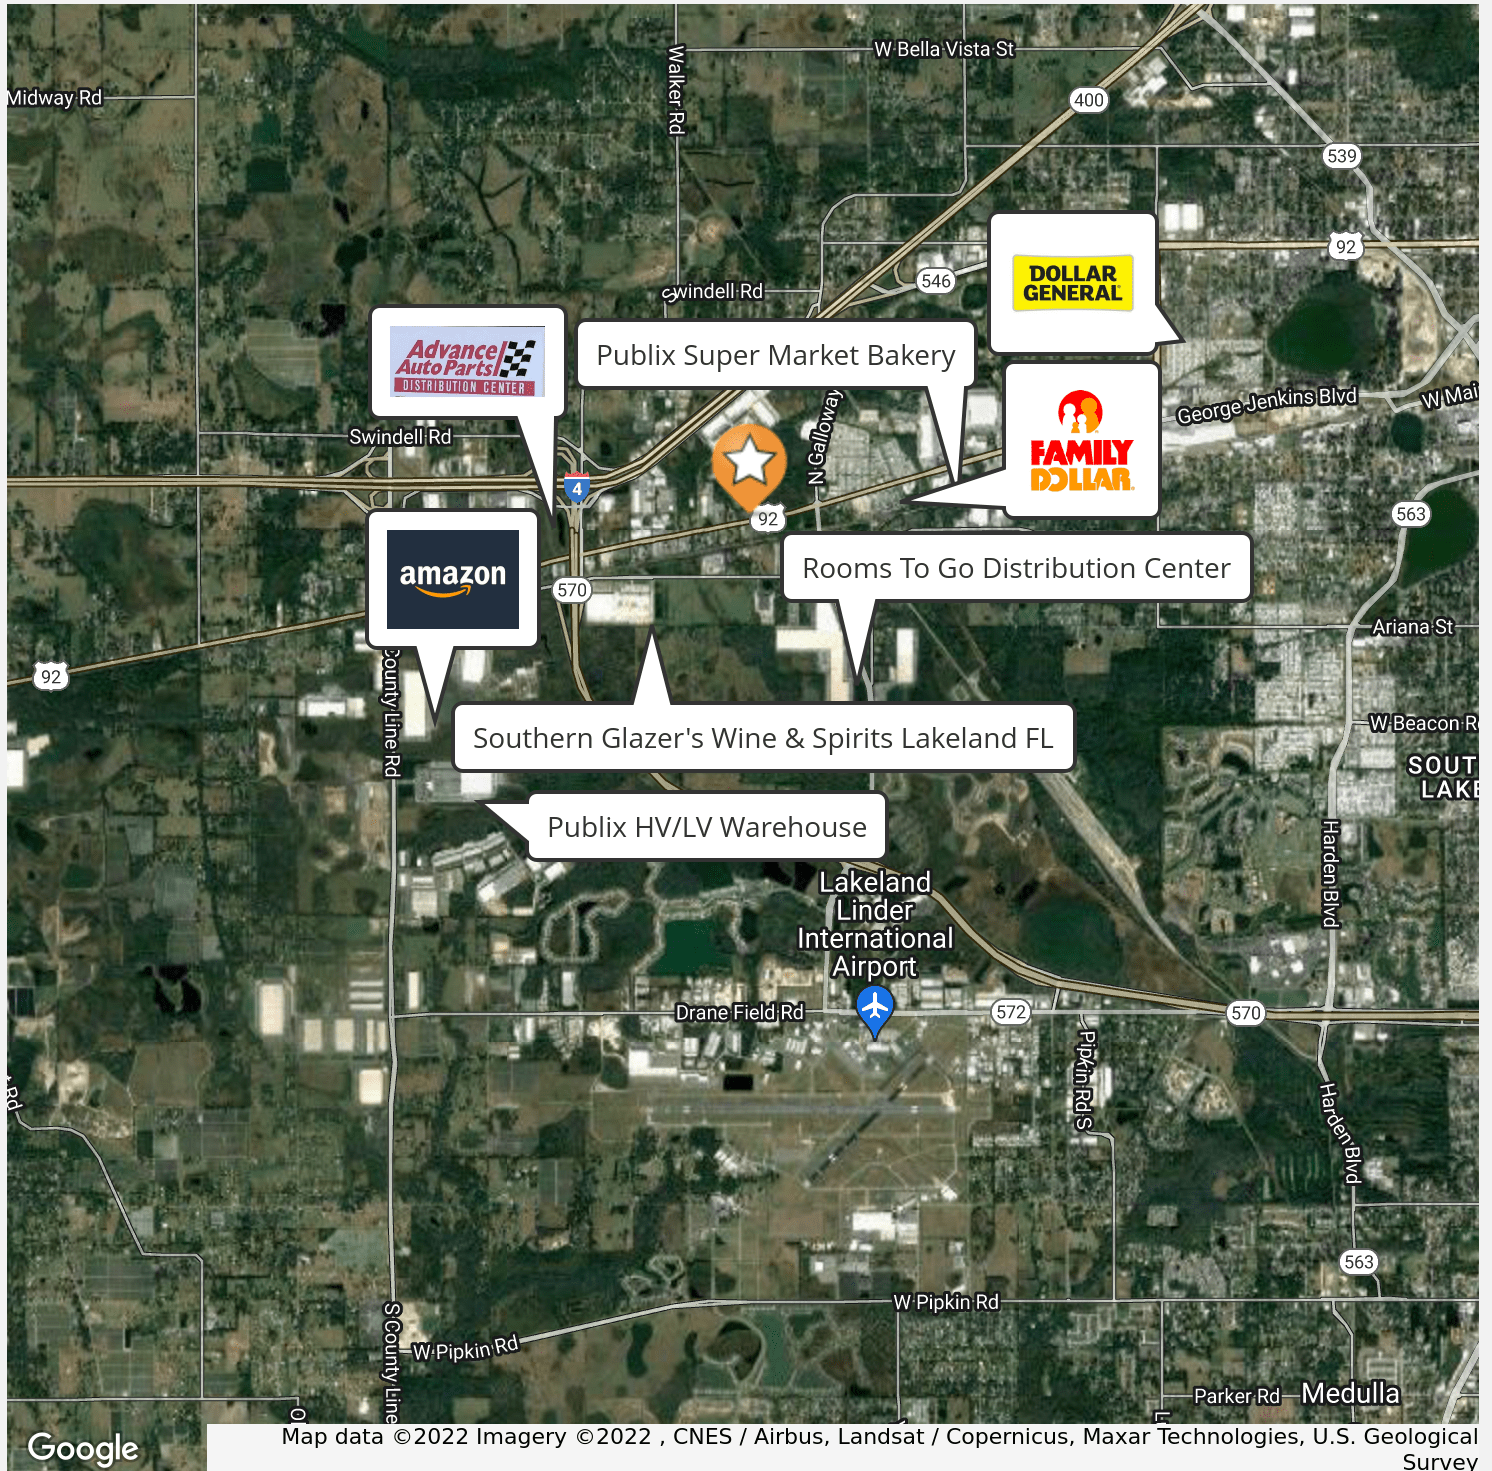 W Bella Vista St
Walker Rd
Midway Rd
400
539
92
546
Swindell Rd
DOLLAR
GENERAL
Advance
Auto Parts
DISTRIBUTION CENTER
Publix Super Market Bakery
FAMILY
DOLLAR
George Jenkins Blvd
W Mai
Swindell Rd
N Galloway
4
92
563
amazon
Rooms To Go Distribution Center
570
Ariana St
92
County Line Rd
W Beacon R
Southern Glazer's Wine & Spirits Lakeland FL
SOUT
LAKE
Publix HV/LV Warehouse
Harden Blvd
Lakeland
Linder
International
Airport
Drane Field Rd
572
570
Pipkin Rd S
Rd
Harden Blvd
563
W Pipkin Rd
S County Line
W Pipkin Rd
Parker Rd
Medulla
Google
Map data ©2022 Imagery ©2022 , CNES / Airbus, Landsat / Copernicus, Maxar Technologies, U.S. Geological
Survey